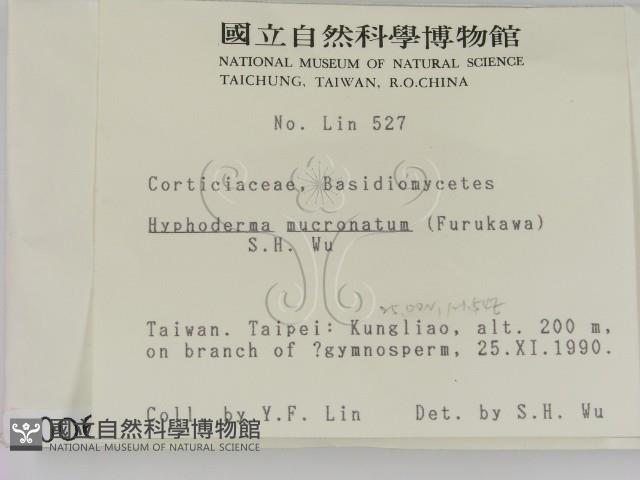 國立自然科學博物館
NATIONAL MUSEUM OF NATURAL SCIENCE
TAICHUNG, TAIWAN, R.O.CHINA
No. Lin 527
Corticiaceae, Basidiomycetes
Hyphoderma mucronatum (Furukawa)
S.H. Wu
Taiwan. Taipei: Kungliao, alt. 200 m,
on branch of ?gymnosperm, 25.XI.1990.
Coll. by Y.F. Lin Det. by S.H. Wu
國立自然科學博物館
NATIONAL MUSEUM OF NATURAL SCIENCE